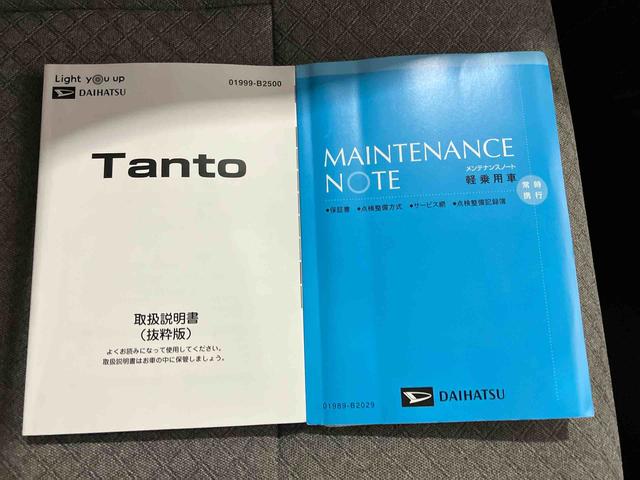 Light you up
DAIHATSU
01999-B2500
Tanto
取扱説明書
（抜粋版）
よくお読みになって使用してください。
取扱説明書はお車の中に保管しましょう。
MAINTENANCE
NOTE
メンテナンスノート
軽乗用車
常時
携行
●保証書 ●点検整備方式 ●サービス網 ●点検整備記録簿
01989-B2029
DAIHATSU